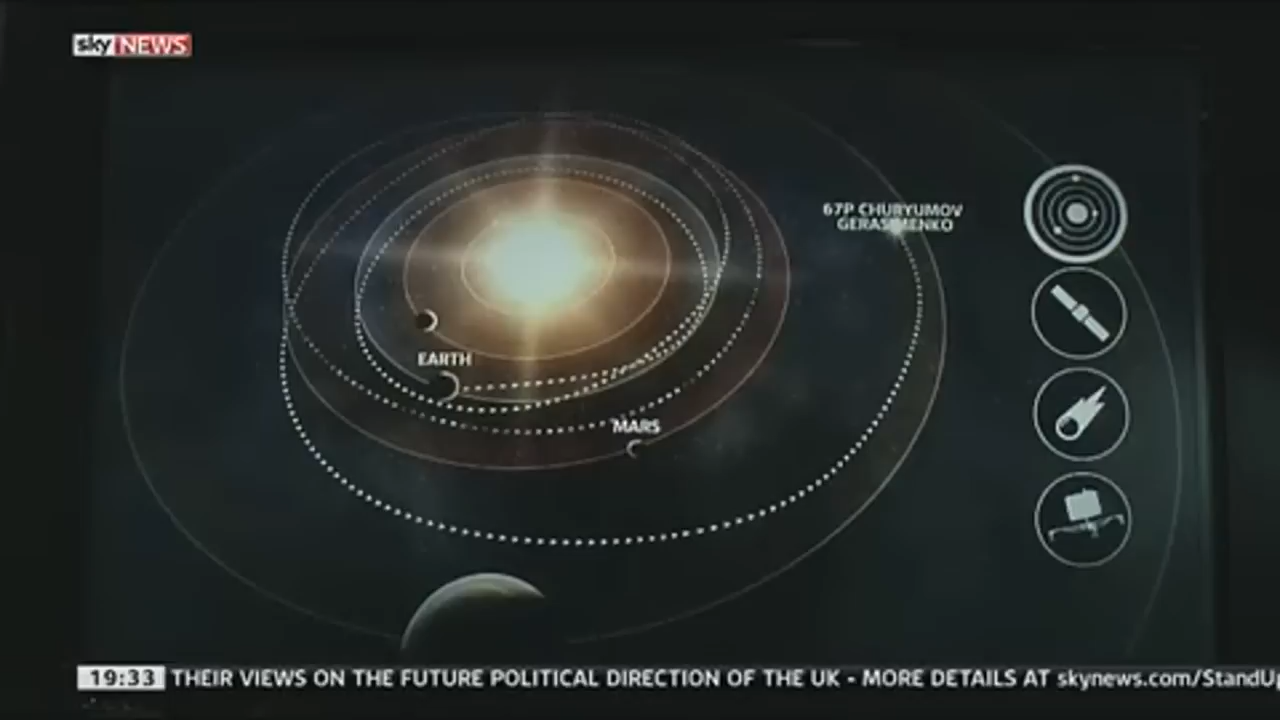 sky NEWS
67P CHURYUMOV
GERASIMENKO
EARTH
MARS
19:33 THEIR VIEWS ON THE FUTURE POLITICAL DIRECTION OF THE UK - MORE DETAILS AT skynews.com/StandUp